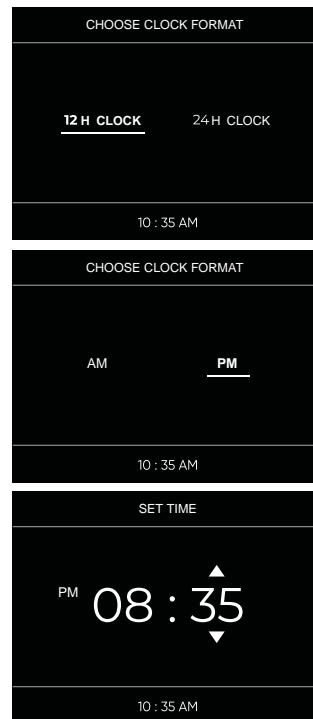 CHOOSE CLOCK FORMAT
12 H CLOCK 24 H CLOCK
10 : 35 AM
CHOOSE CLOCK FORMAT
AM PM
10 : 35 AM
SET TIME
PM 08 : 35
10 : 35 AM